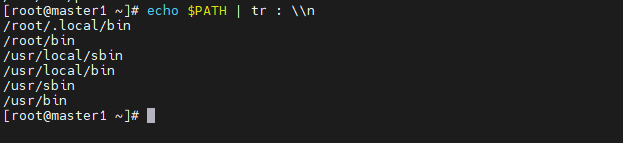 [root@master1 ~]# echo $PATH | tr : \\n
/root/.local/bin
/root/bin
/usr/local/sbin
/usr/local/bin
/usr/sbin
/usr/bin
[root@master1 ~]#